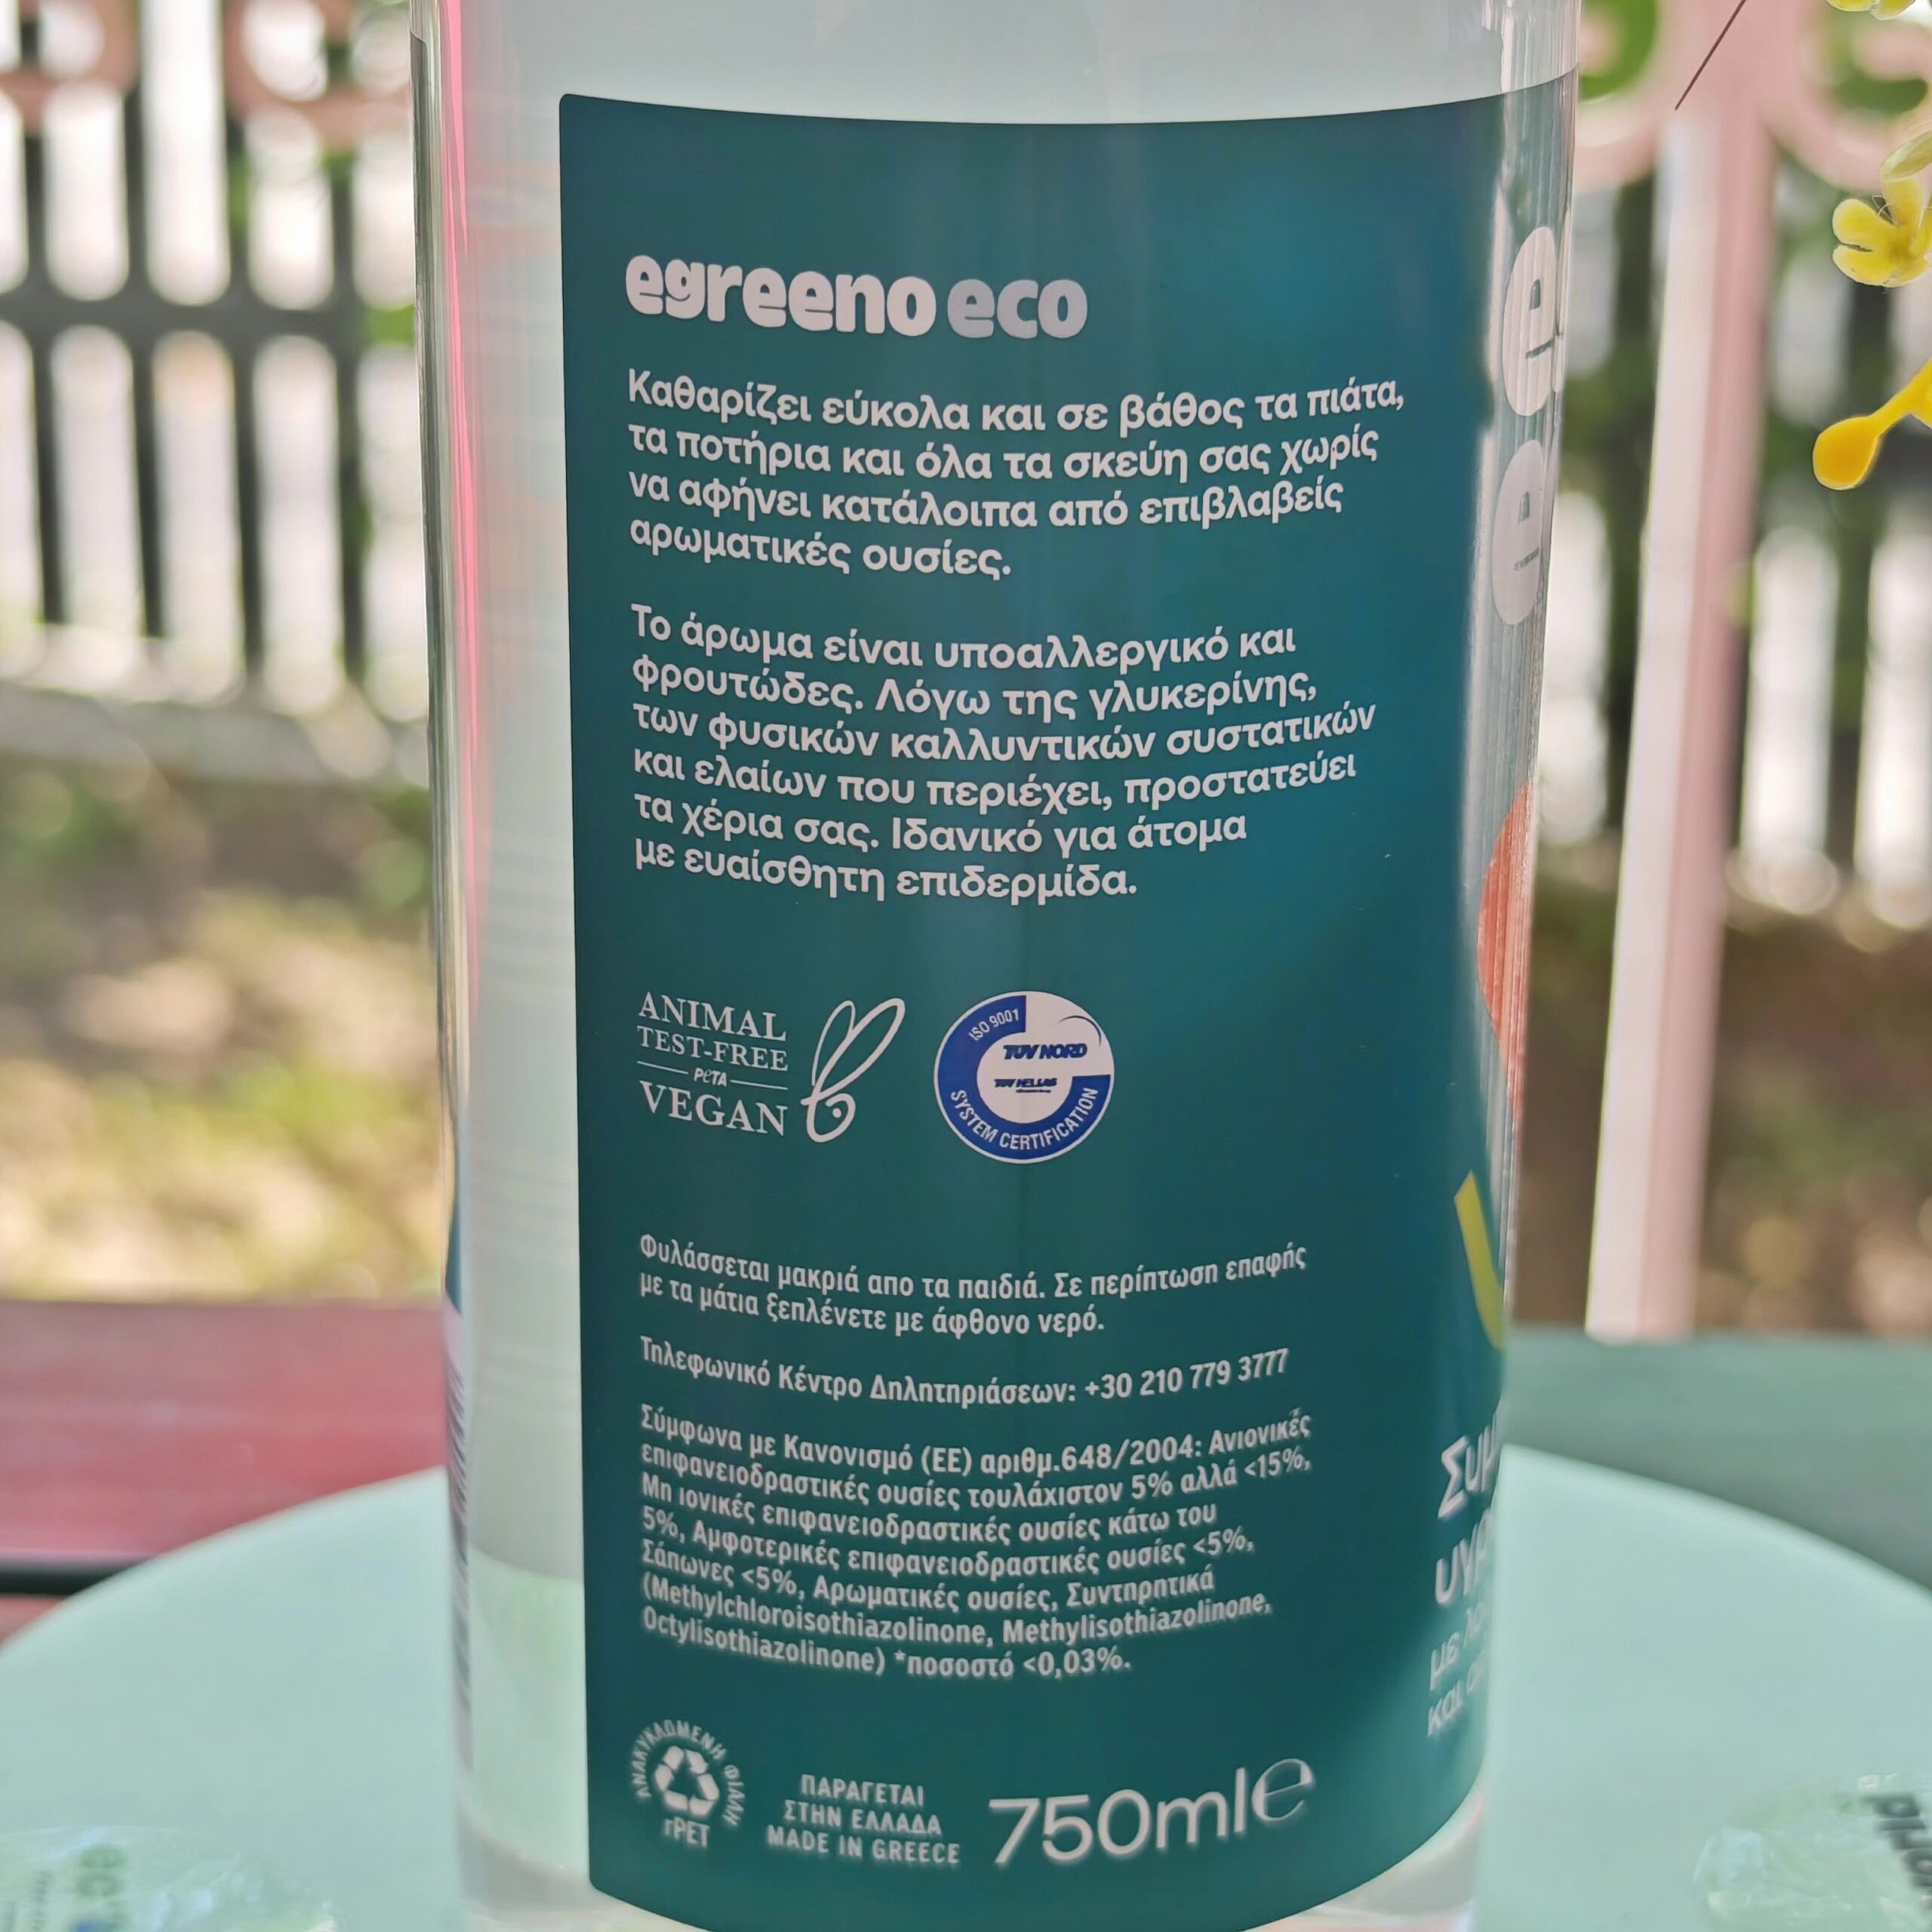 egreeno eco
Καθαρίζει εύκολα και σε βάθος τα πιάτα,
τα ποτήρια και όλα τα σκεύη σας χωρίς
να αφήνει κατάλοιπα από επιβλαβείς
αρωματικές ουσίες.
Το άρωμα είναι υποαλλεργικό και
φρουτώδες. Λόγω της γλυκερίνης,
των φυσικών καλλυντικών συστατικών
και ελαίων που περιέχει, προστατεύει
τα χέρια σας. Ιδανικό για άτομα
με ευαίσθητη επιδερμίδα.
ANIMAL
TEST-FREE
PETA
VEGAN
ISO 9001
TÜV NORD
TÜV HELLAS
SYSTEM CERTIFICATION
Φυλάσσεται μακριά απο τα παιδιά. Σε περίπτωση επαφής
με τα μάτια ξεπλένετε με άφθονο νερό.
Τηλεφωνικό Κέντρο Δηλητηριάσεων: +30 210 779 3777
Σύμφωνα με Κανονισμό (ΕΕ) αριθμ.648/2004: Ανιονικές
επιφανειοδραστικές ουσίες τουλάχιστον 5% αλλά <15%,
Μη ιονικές επιφανειοδραστικές ουσίες κάτω του
5%, Αμφοτερικές επιφανειοδραστικές ουσίες <5%,
Σάπωνες <5%, Αρωματικές ουσίες, Συντηρητικά
(Methylchloroisothiazolinone, Methylisothiazolinone,
Octylisothiazolinone) *ποσοστό <0,03%.
ΑΝΑΚΥΚΛΩΜΕΝΗ ΦΙΑΛΗ
rPET
ΠΑΡΑΓΕΤΑΙ
ΣΤΗΝ ΕΛΛΑΔΑ
MADE IN GREECE
750ml e
e
e
με
και